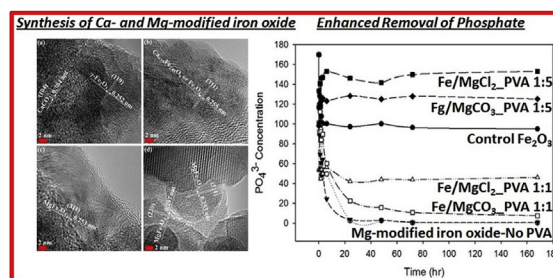 Synthesis of Ca- and Mg-modified iron oxide
Enhanced Removal of Phosphate
(a)
(b)
(c)
(d)
2 nm
2 nm
2 nm
2 nm
PO₄³⁻ Concentration
180
160
140
120
100
80
60
40
20
0
Fe/MgCl₂_PVA 1:5
Fg/MgCO₃_PVA 1:5
Control Fe₂O₃
Fe/MgCl₂_PVA 1:1
Fe/MgCO₃_PVA 1:1
Mg-modified iron oxide-No PVA
0 20 40 60 80 100 120 140 160
Time (hr)